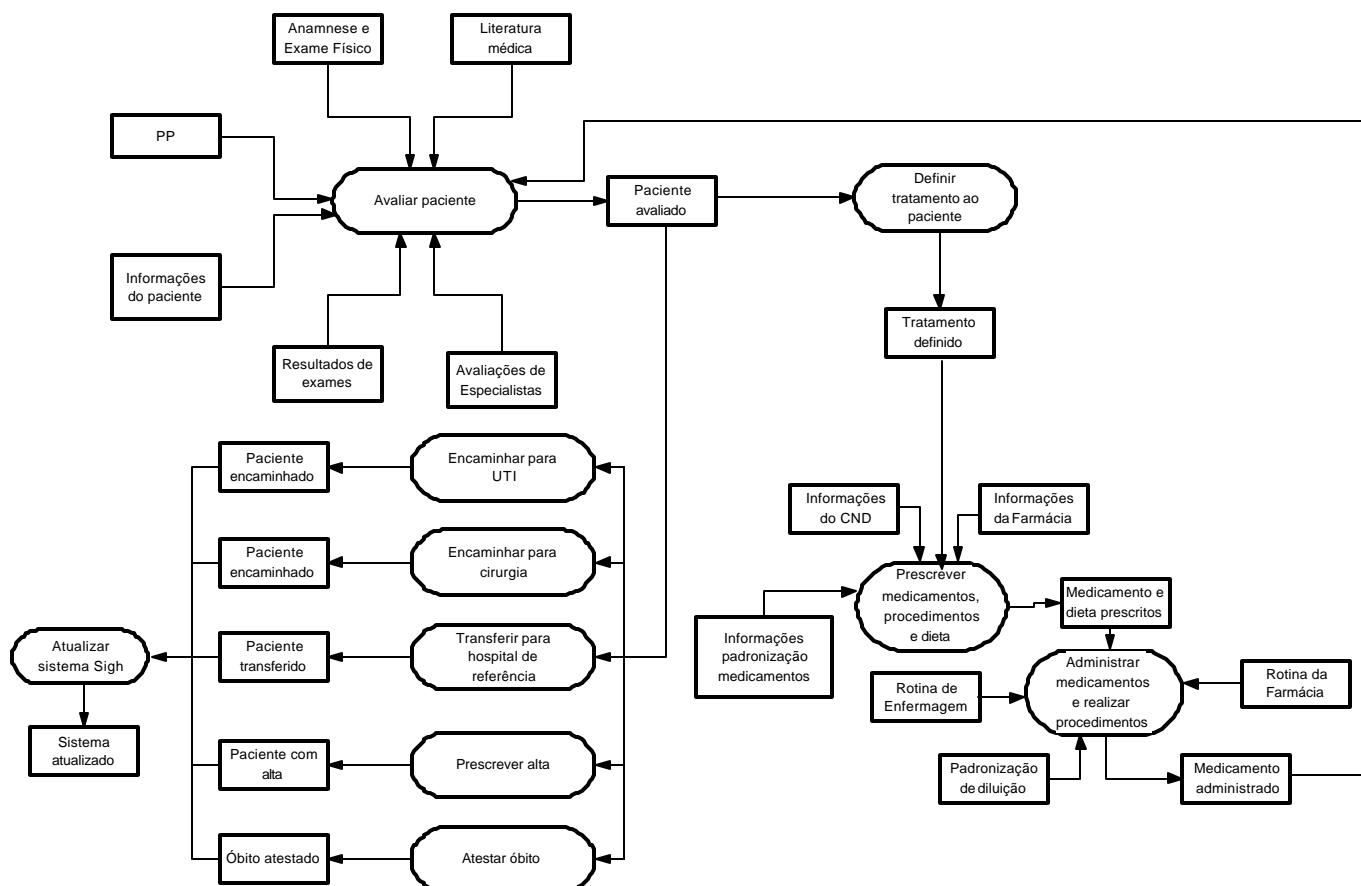 Anamnese e
Exame Físico
Literatura
médica
PP
Avaliar paciente
Paciente
avaliado
Definir
tratamento ao
paciente
Informações
do paciente
Resultados de
exames
Avaliações de
Especialistas
Tratamento
definido
Paciente
encaminhado
Encaminhar para
UTI
Informações
do CND
Informações
da Farmácia
Paciente
encaminhado
Encaminhar para
cirurgia
Prescrever
medicamentos,
procedimentos
e dieta
Medicamento e
dieta prescritos
Informações
padronização
medicamentos
Atualizar
sistema Sigh
Paciente
transferido
Transferir para
hospital de
referência
Administrar
medicamentos
e realizar
procedimentos
Rotina de
Enfermagem
Rotina da
Farmácia
Sistema
atualizado
Paciente com
alta
Prescrever alta
Padronização
de diluição
Medicamento
administrado
Óbito atestado
Atestar óbito